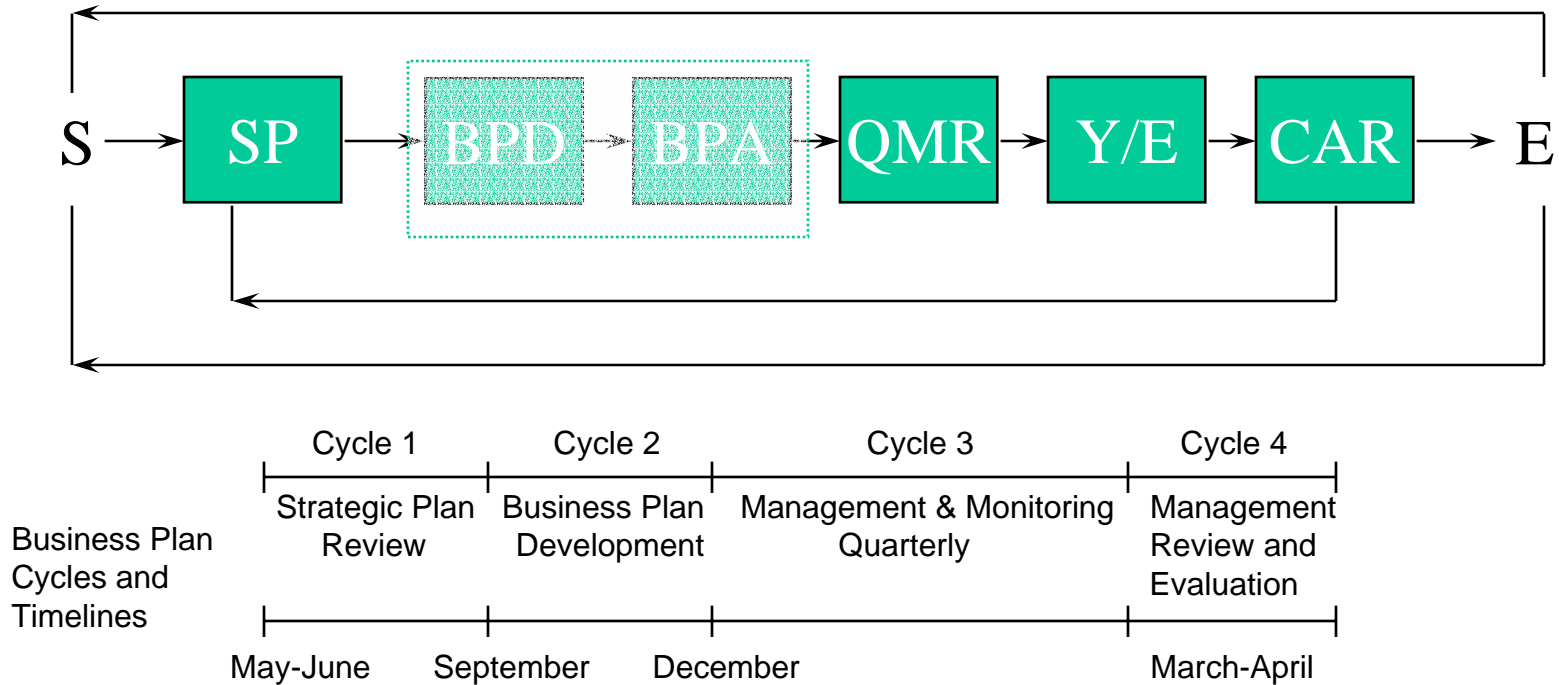 S
SP
BPD
BPA
QMR
Y/E
CAR
E
Cycle 1
Cycle 2
Cycle 3
Cycle 4
Strategic Plan
Review
Business Plan
Development
Management & Monitoring
Quarterly
Management
Review and
Evaluation
Business Plan
Cycles and
Timelines
May-June
September
December
March-April